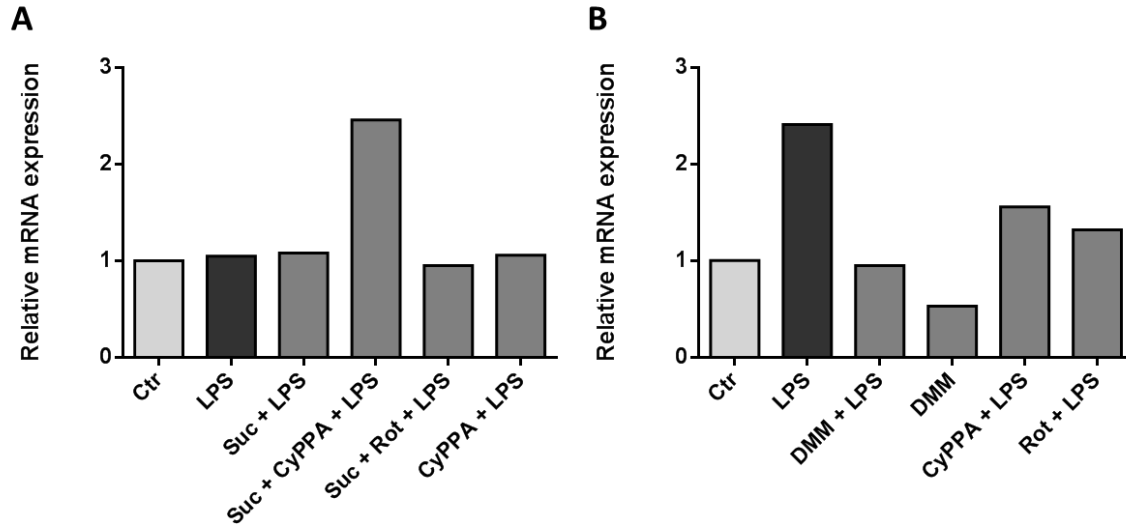 A
Relative mRNA expression
3
2
1
0
Ctr
LPS
Suc + LPS
Suc + CyPPA + LPS
Suc + Rot + LPS
CyPPA + LPS
B
Relative mRNA expression
3
2
1
0
Ctr
LPS
DMM + LPS
DMM
CyPPA + LPS
Rot + LPS